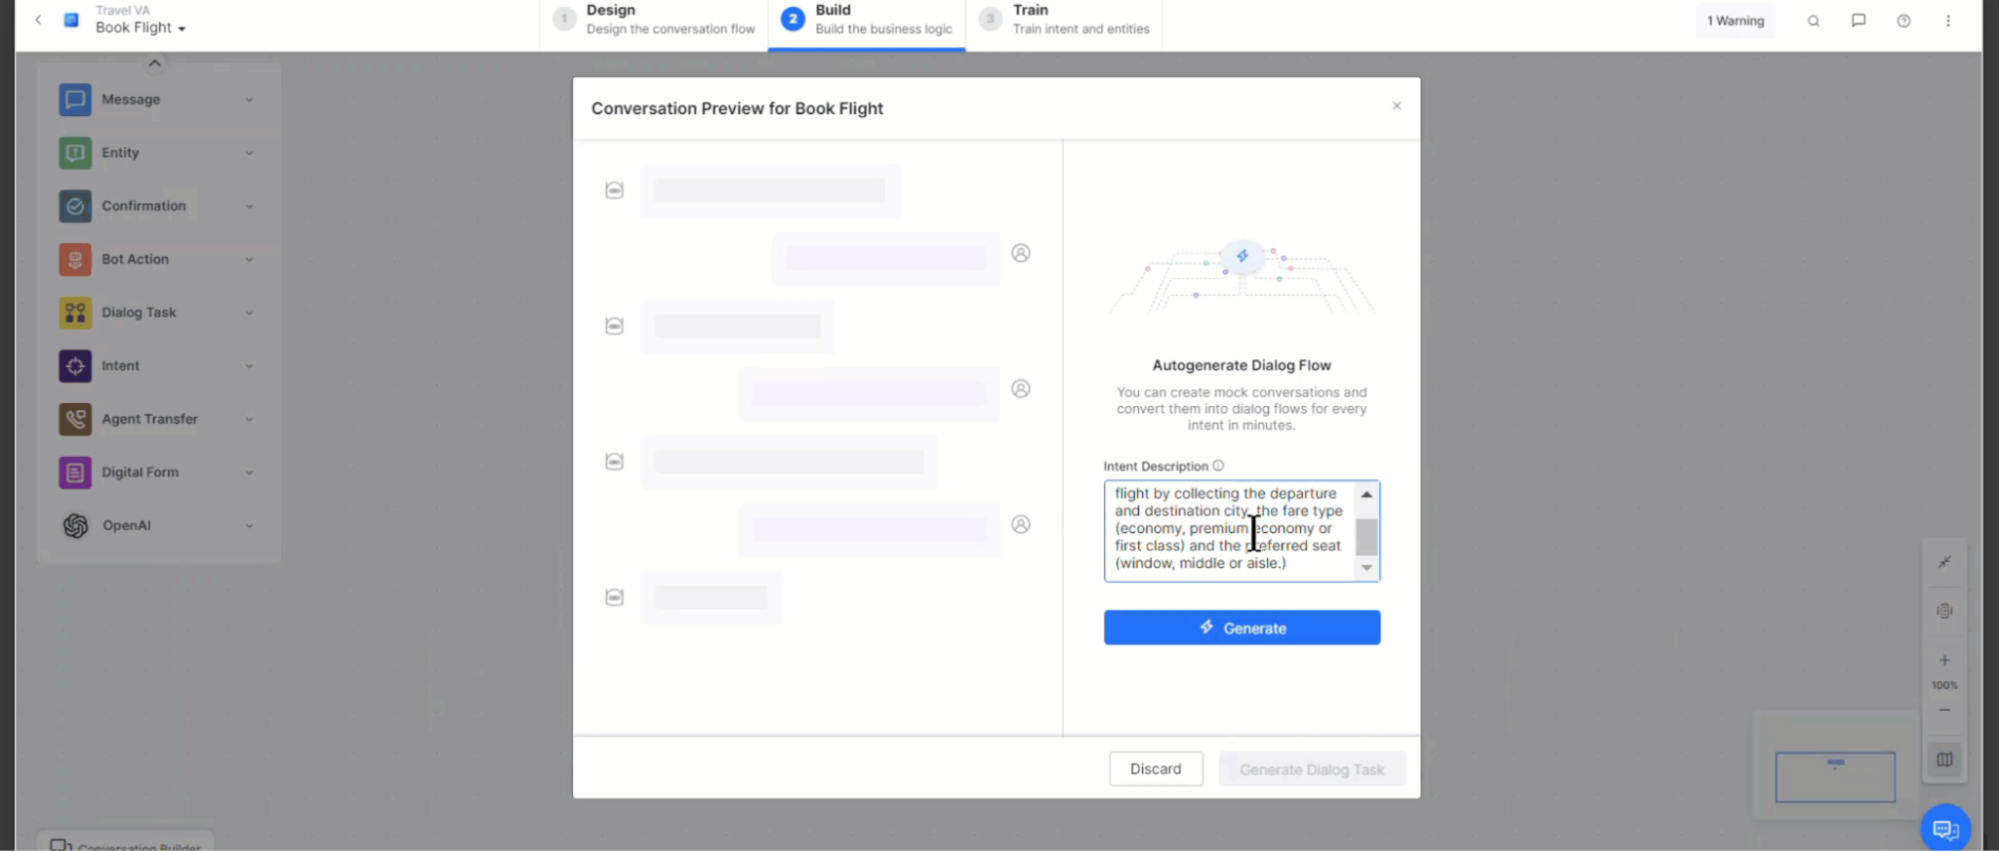 Travel VA
Book Flight
1
Design
Design the conversation flow
2
Build
Build the business logic
3
Train
Train intent and entities
1 Warning
Message
Entity
Confirmation
Bot Action
Dialog Task
Intent
Agent Transfer
Digital Form
OpenAI
Conversation Preview for Book Flight
Autogenerate Dialog Flow
You can create mock conversations and
convert them into dialog flows for every
intent in minutes.
Intent Description
flight by collecting the departure
and destination city, the fare type
(economy, premium economy or
first class) and the preferred seat
(window, middle or aisle.)
Generate
Discard
Generate Dialog Task
100%
Conversation Builder